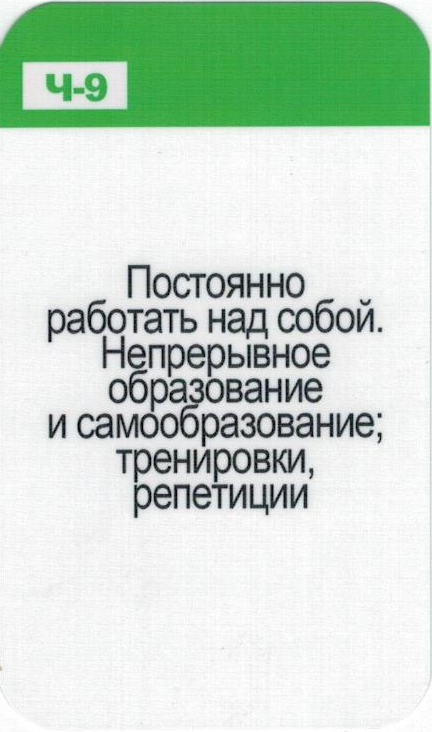 Ч-9
Постоянно
работать над собой.
Непрерывное
образование
и самообразование;
тренировки,
репетиции